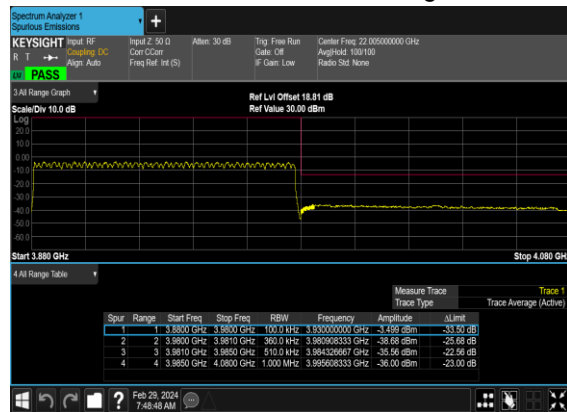 Spectrum Analyzer 1
Spurious Emissions
KEYSIGHT Input: RF Input Z: 50 Ω Atten: 30 dB Trig: Free Run Center Freq: 22.005000000 GHz
R T Coupling: DC Corr CCorr Gate: Off Avg|Hold: 100/100
Align: Auto Freq Ref: Int (S) IF Gain: Low Radio Std: None
LXI PASS
3 All Range Graph
Ref Lvl Offset 18.81 dB
Scale/Div 10.0 dB Ref Value 30.00 dBm
Log
20.0
10.0
0.00
-10.0
-20.0
-30.0
-40.0
-50.0
-60.0
Start 3.880 GHz Stop 4.080 GHz
4 All Range Table
Measure Trace Trace 1
Trace Type Trace Average (Active)
Spur Range Start Freq Stop Freq RBW Frequency Amplitude ΔLimit
1 1 3.8800 GHz 3.9800 GHz 100.0 kHz 3.930000000 GHz -3.499 dBm -33.50 dB
2 2 3.9800 GHz 3.9810 GHz 360.0 kHz 3.980908333 GHz -38.68 dBm -25.68 dB
3 3 3.9810 GHz 3.9850 GHz 510.0 kHz 3.984326667 GHz -35.56 dBm -22.56 dB
4 4 3.9850 GHz 4.0800 GHz 1.000 MHz 3.995608333 GHz -36.00 dBm -23.00 dB
Feb 29, 2024
7:48:48 AM